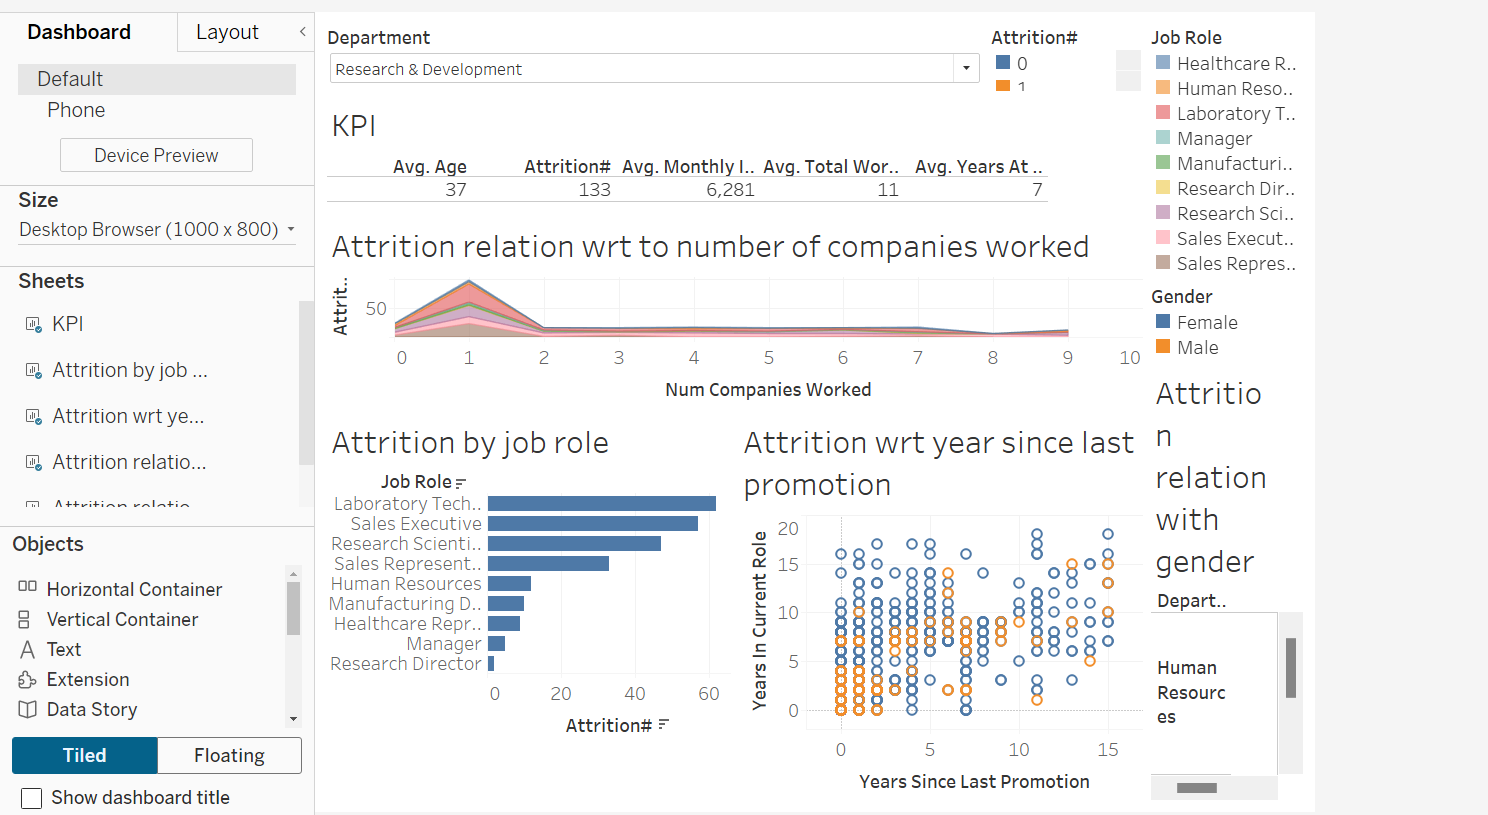 Dashboard
Layout
Default
Phone
Device Preview
Size
Desktop Browser (1000 x 800)
Sheets
KPI
Attrition by job ...
Attrition wrt ye...
Attrition relatio...
Attrition relatio
Objects
Horizontal Container
Vertical Container
Text
Extension
Data Story
Tiled
Floating
Show dashboard title
Department
Research & Development
Attrition#
0
1
KPI
Avg. Age Attrition# Avg. Monthly I.. Avg. Total Wor.. Avg. Years At ..
37 133 6,281 11 7
Attrition relation wrt to number of companies worked
Attrit..
50
0 1 2 3 4 5 6 7 8 9 10
Num Companies Worked
Attrition by job role
Job Role
Laboratory Tech..
Sales Executive
Research Scienti..
Sales Represent..
Human Resources
Manufacturing D..
Healthcare Repr..
Manager
Research Director
0 20 40 60
Attrition#
Attrition wrt year since last
promotion
Years In Current Role
20
15
10
5
0
0 5 10 15
Years Since Last Promotion
Job Role
Healthcare R..
Human Reso..
Laboratory T..
Manager
Manufacturi..
Research Dir..
Research Sci..
Sales Execut..
Sales Repres..
Gender
Female
Male
Attritio
n
relation
with
gender
Depart..
Human
Resourc
es